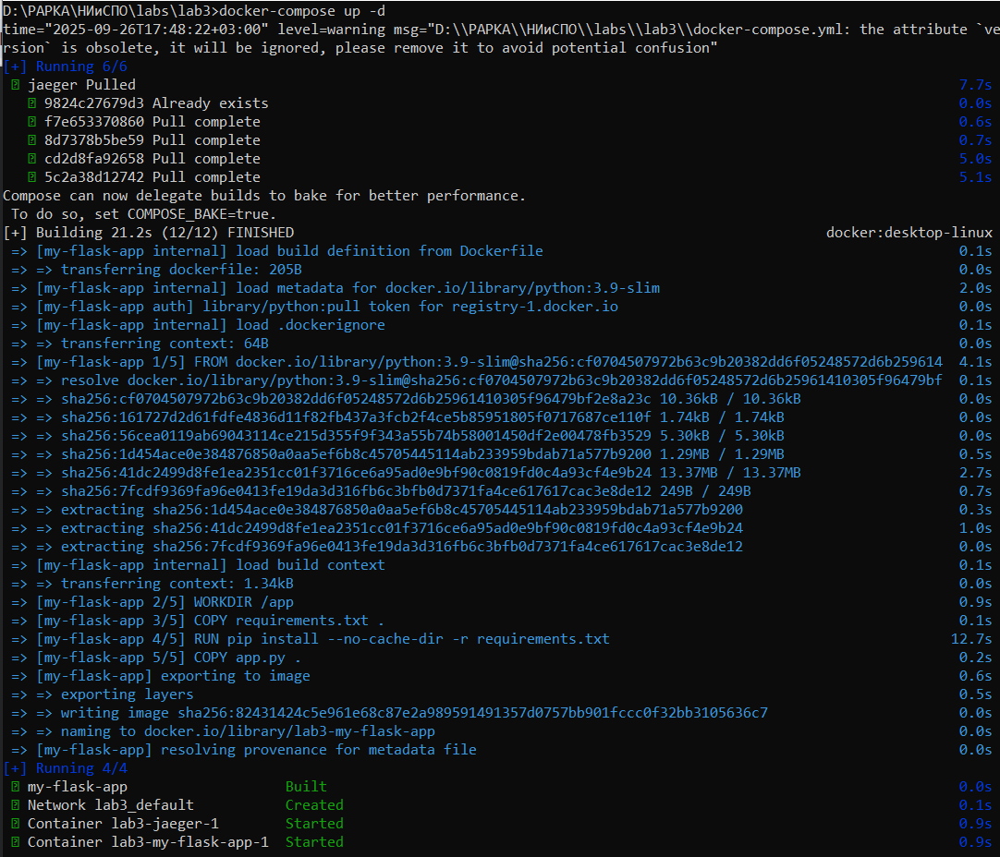 D:\PAPKA\НИиСПО\labs\lab3>docker-compose up -d
time="2025-09-26T17:48:22+03:00" level=warning msg="D:\\PAPKA\\НИиСПО\\labs\\lab3\\docker-compose.yml: the attribute `ve
rsion` is obsolete, it will be ignored, please remove it to avoid potential confusion"
[+] Running 6/6
jaeger Pulled 7.7s
9824c27679d3 Already exists 0.0s
f7e653370860 Pull complete 0.6s
8d7378b5be59 Pull complete 0.7s
cd2d8fa92658 Pull complete 5.0s
5c2a38d12742 Pull complete 5.1s
Compose can now delegate builds to bake for better performance.
To do so, set COMPOSE_BAKE=true.
[+] Building 21.2s (12/12) FINISHED docker:desktop-linux
=> [my-flask-app internal] load build definition from Dockerfile 0.1s
=> => transferring dockerfile: 205B 0.0s
=> [my-flask-app internal] load metadata for docker.io/library/python:3.9-slim 2.0s
=> [my-flask-app auth] library/python:pull token for registry-1.docker.io 0.0s
=> [my-flask-app internal] load .dockerignore 0.1s
=> => transferring context: 64B 0.0s
=> [my-flask-app 1/5] FROM docker.io/library/python:3.9-slim@sha256:cf0704507972b63c9b20382dd6f05248572d6b259614 4.1s
=> => resolve docker.io/library/python:3.9-slim@sha256:cf0704507972b63c9b20382dd6f05248572d6b25961410305f96479bf 0.1s
=> => sha256:cf0704507972b63c9b20382dd6f05248572d6b25961410305f96479bf2e8a23c 10.36kB / 10.36kB 0.0s
=> => sha256:161727d2d61fdfe4836d11f82fb437a3fcb2f4ce5b85951805f0717687ce110f 1.74kB / 1.74kB 0.0s
=> => sha256:56cea0119ab69043114ce215d355f9f343a55b74b58001450df2e00478fb3529 5.30kB / 5.30kB 0.0s
=> => sha256:1d454ace0e384876850a0aa5ef6b8c45705445114ab233959bdab71a577b9200 1.29MB / 1.29MB 0.5s
=> => sha256:41dc2499d8fe1ea2351cc01f3716ce6a95ad0e9bf90c0819fd0c4a93cf4e9b24 13.37MB / 13.37MB 2.7s
=> => sha256:7fcdf9369fa96e0413fe19da3d316fb6c3bfb0d7371fa4ce617617cac3e8de12 249B / 249B 0.7s
=> => extracting sha256:1d454ace0e384876850a0aa5ef6b8c45705445114ab233959bdab71a577b9200 0.3s
=> => extracting sha256:41dc2499d8fe1ea2351cc01f3716ce6a95ad0e9bf90c0819fd0c4a93cf4e9b24 1.0s
=> => extracting sha256:7fcdf9369fa96e0413fe19da3d316fb6c3bfb0d7371fa4ce617617cac3e8de12 0.0s
=> [my-flask-app internal] load build context 0.1s
=> => transferring context: 1.34kB 0.0s
=> [my-flask-app 2/5] WORKDIR /app 0.9s
=> [my-flask-app 3/5] COPY requirements.txt . 0.1s
=> [my-flask-app 4/5] RUN pip install --no-cache-dir -r requirements.txt 12.7s
=> [my-flask-app 5/5] COPY app.py . 0.2s
=> [my-flask-app] exporting to image 0.6s
=> => exporting layers 0.5s
=> => writing image sha256:82431424c5e961e68c87e2a989591491357d0757bb901fccc0f32bb3105636c7 0.0s
=> => naming to docker.io/library/lab3-my-flask-app 0.0s
=> [my-flask-app] resolving provenance for metadata file 0.0s
[+] Running 4/4
my-flask-app Built 0.0s
Network lab3_default Created 0.1s
Container lab3-jaeger-1 Started 0.9s
Container lab3-my-flask-app-1 Started 0.9s